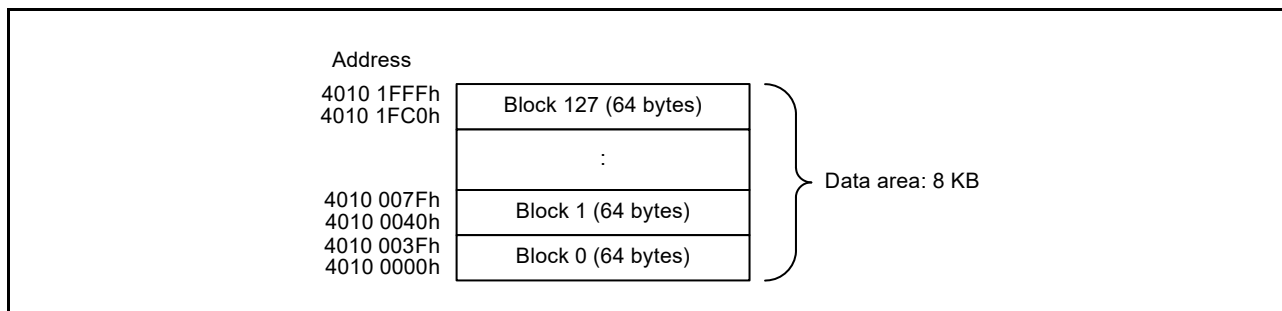 Address
4010 1FFFh
4010 1FC0h
Block 127 (64 bytes)
:
Data area: 8 KB
4010 007Fh
4010 0040h
Block 1 (64 bytes)
4010 003Fh
4010 0000h
Block 0 (64 bytes)